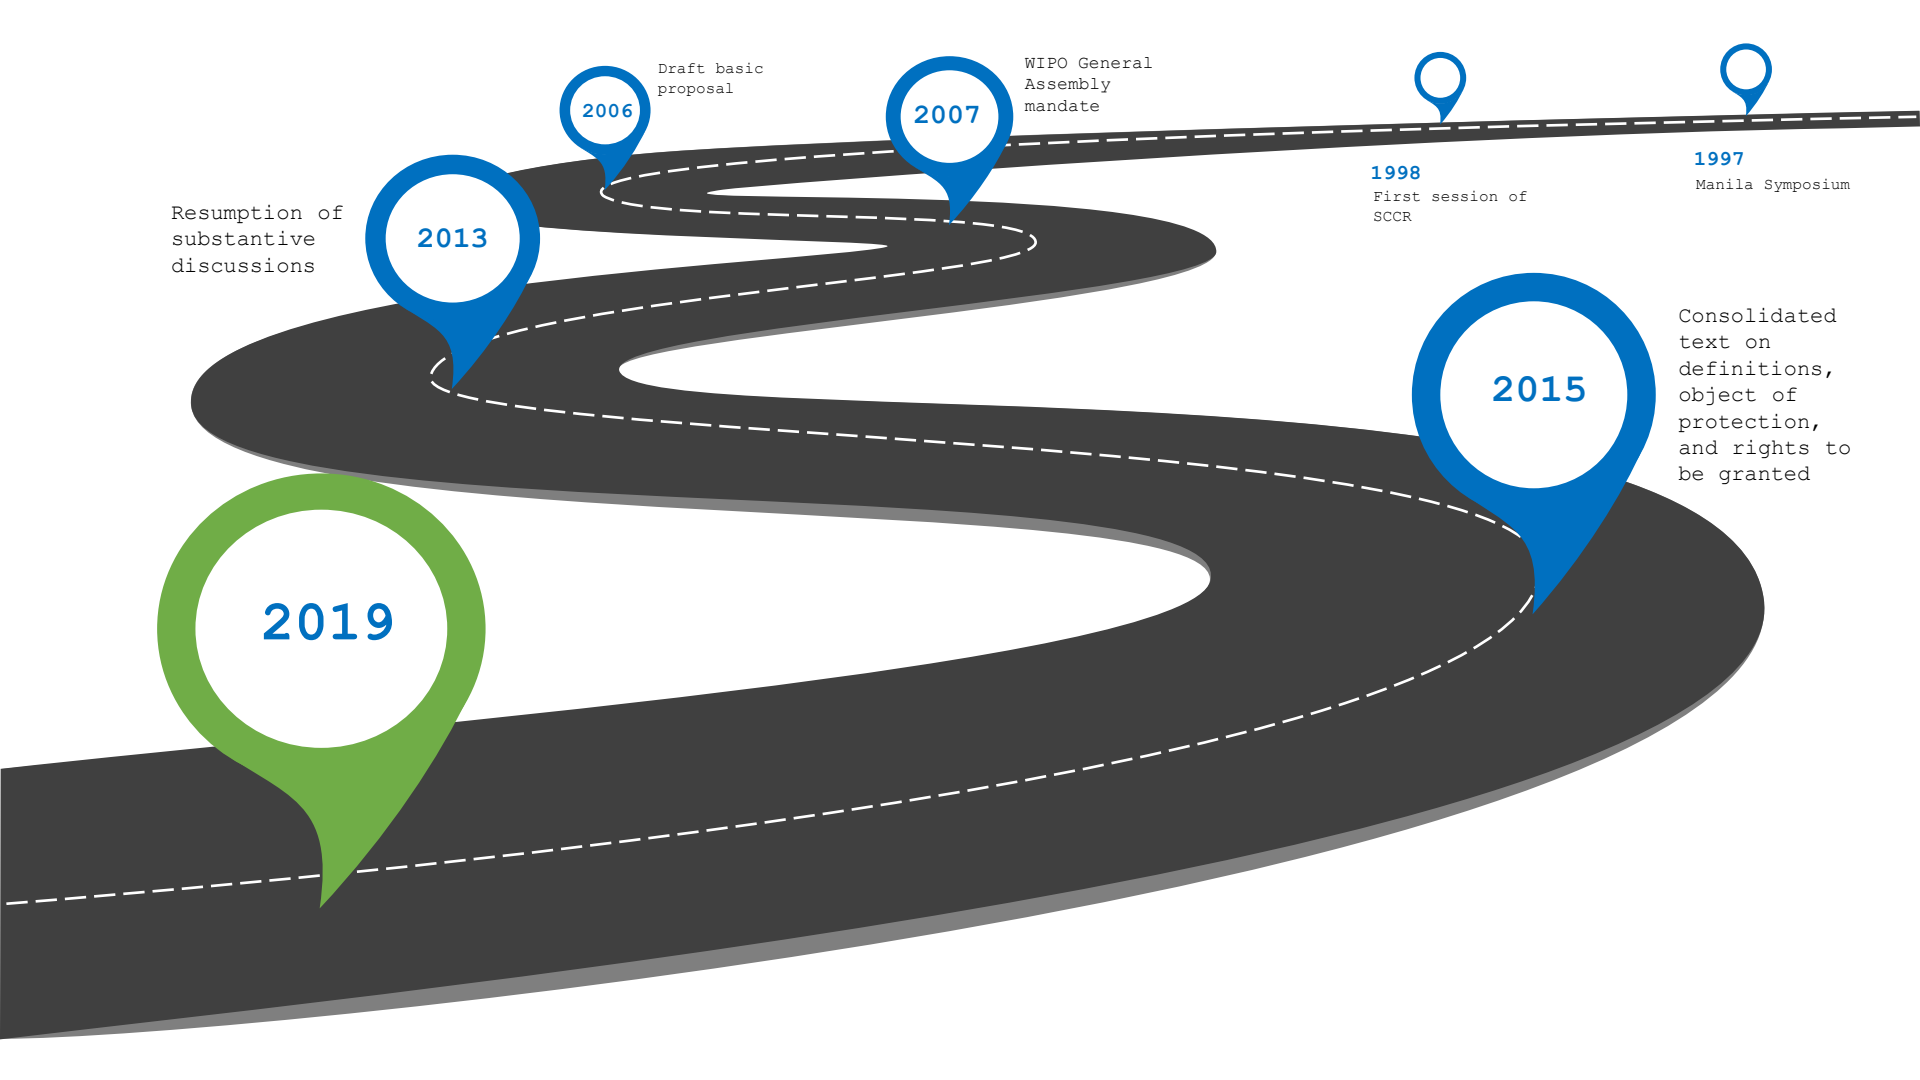 2006
Draft basic
proposal
2007
WIPO General
Assembly
mandate
1998
First session of
SCCR
1997
Manila Symposium
Resumption of
substantive
discussions
2013
2015
Consolidated
text on
definitions,
object of
protection,
and rights to
be granted
2019